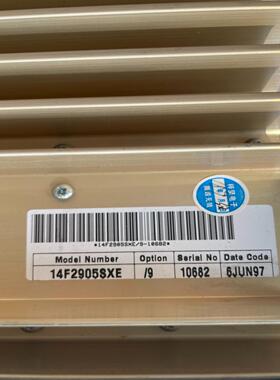 *14F2905SXE/9-10682*
Model Number Option Serial No Date Code
14F2905SXE /9 10682 6JUN97